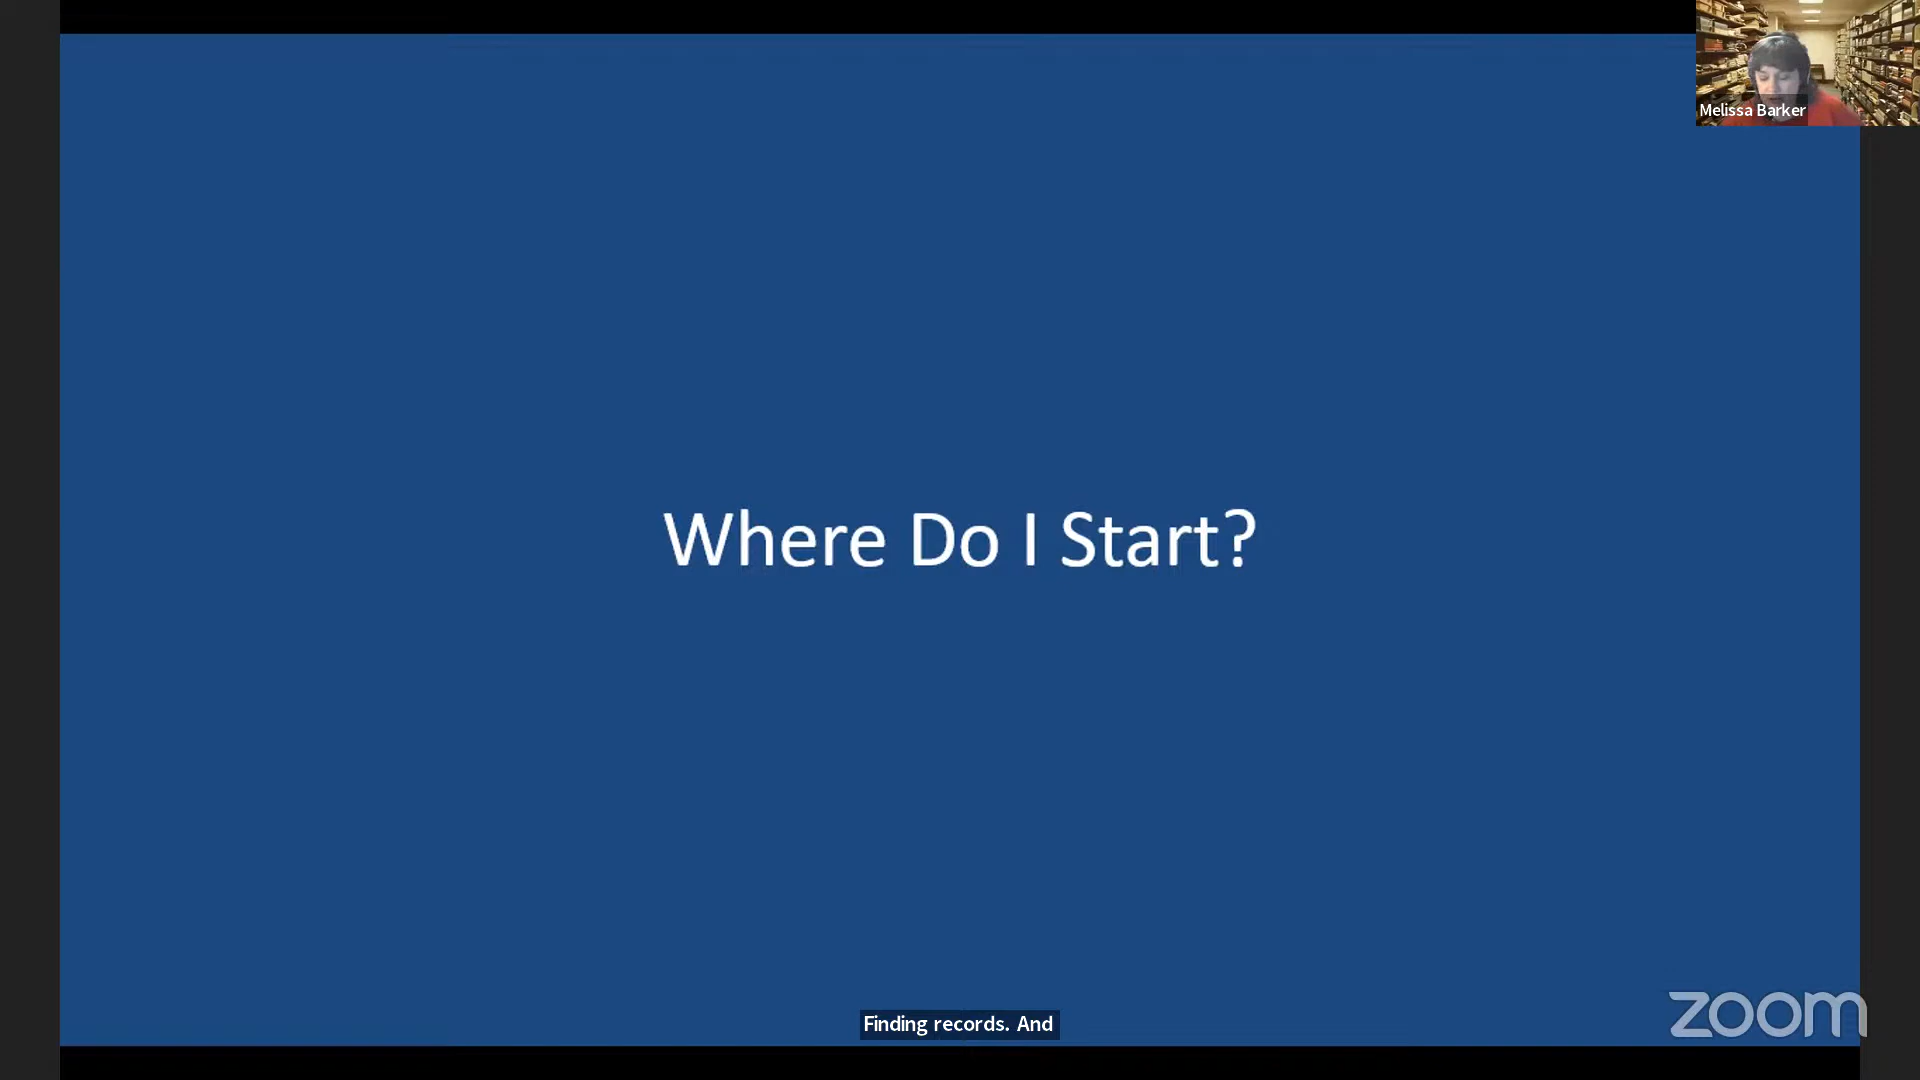 Melissa Barker
Where Do I Start?
Finding records. And
zoom